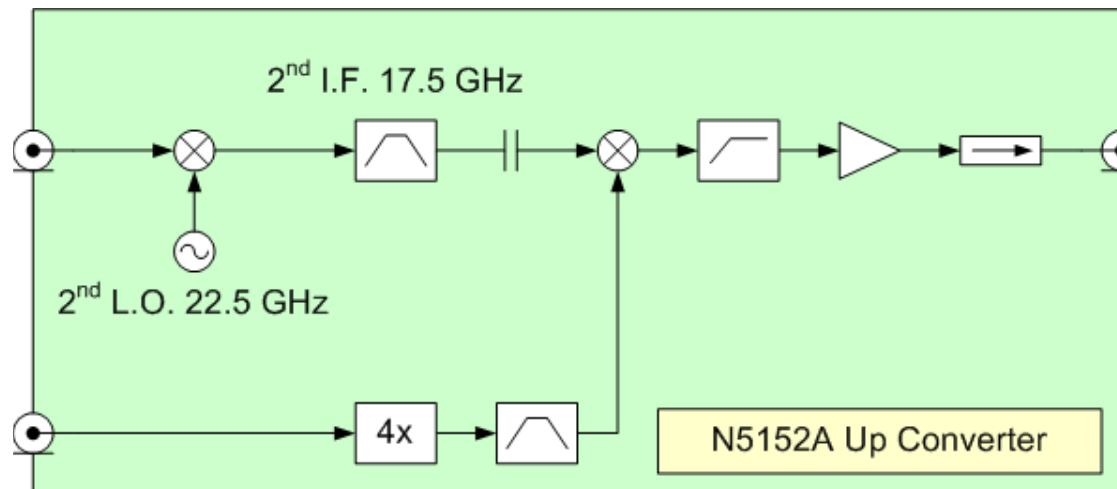 2nd I.F. 17.5 GHz
2nd L.O. 22.5 GHz
4x
N5152A Up Converter